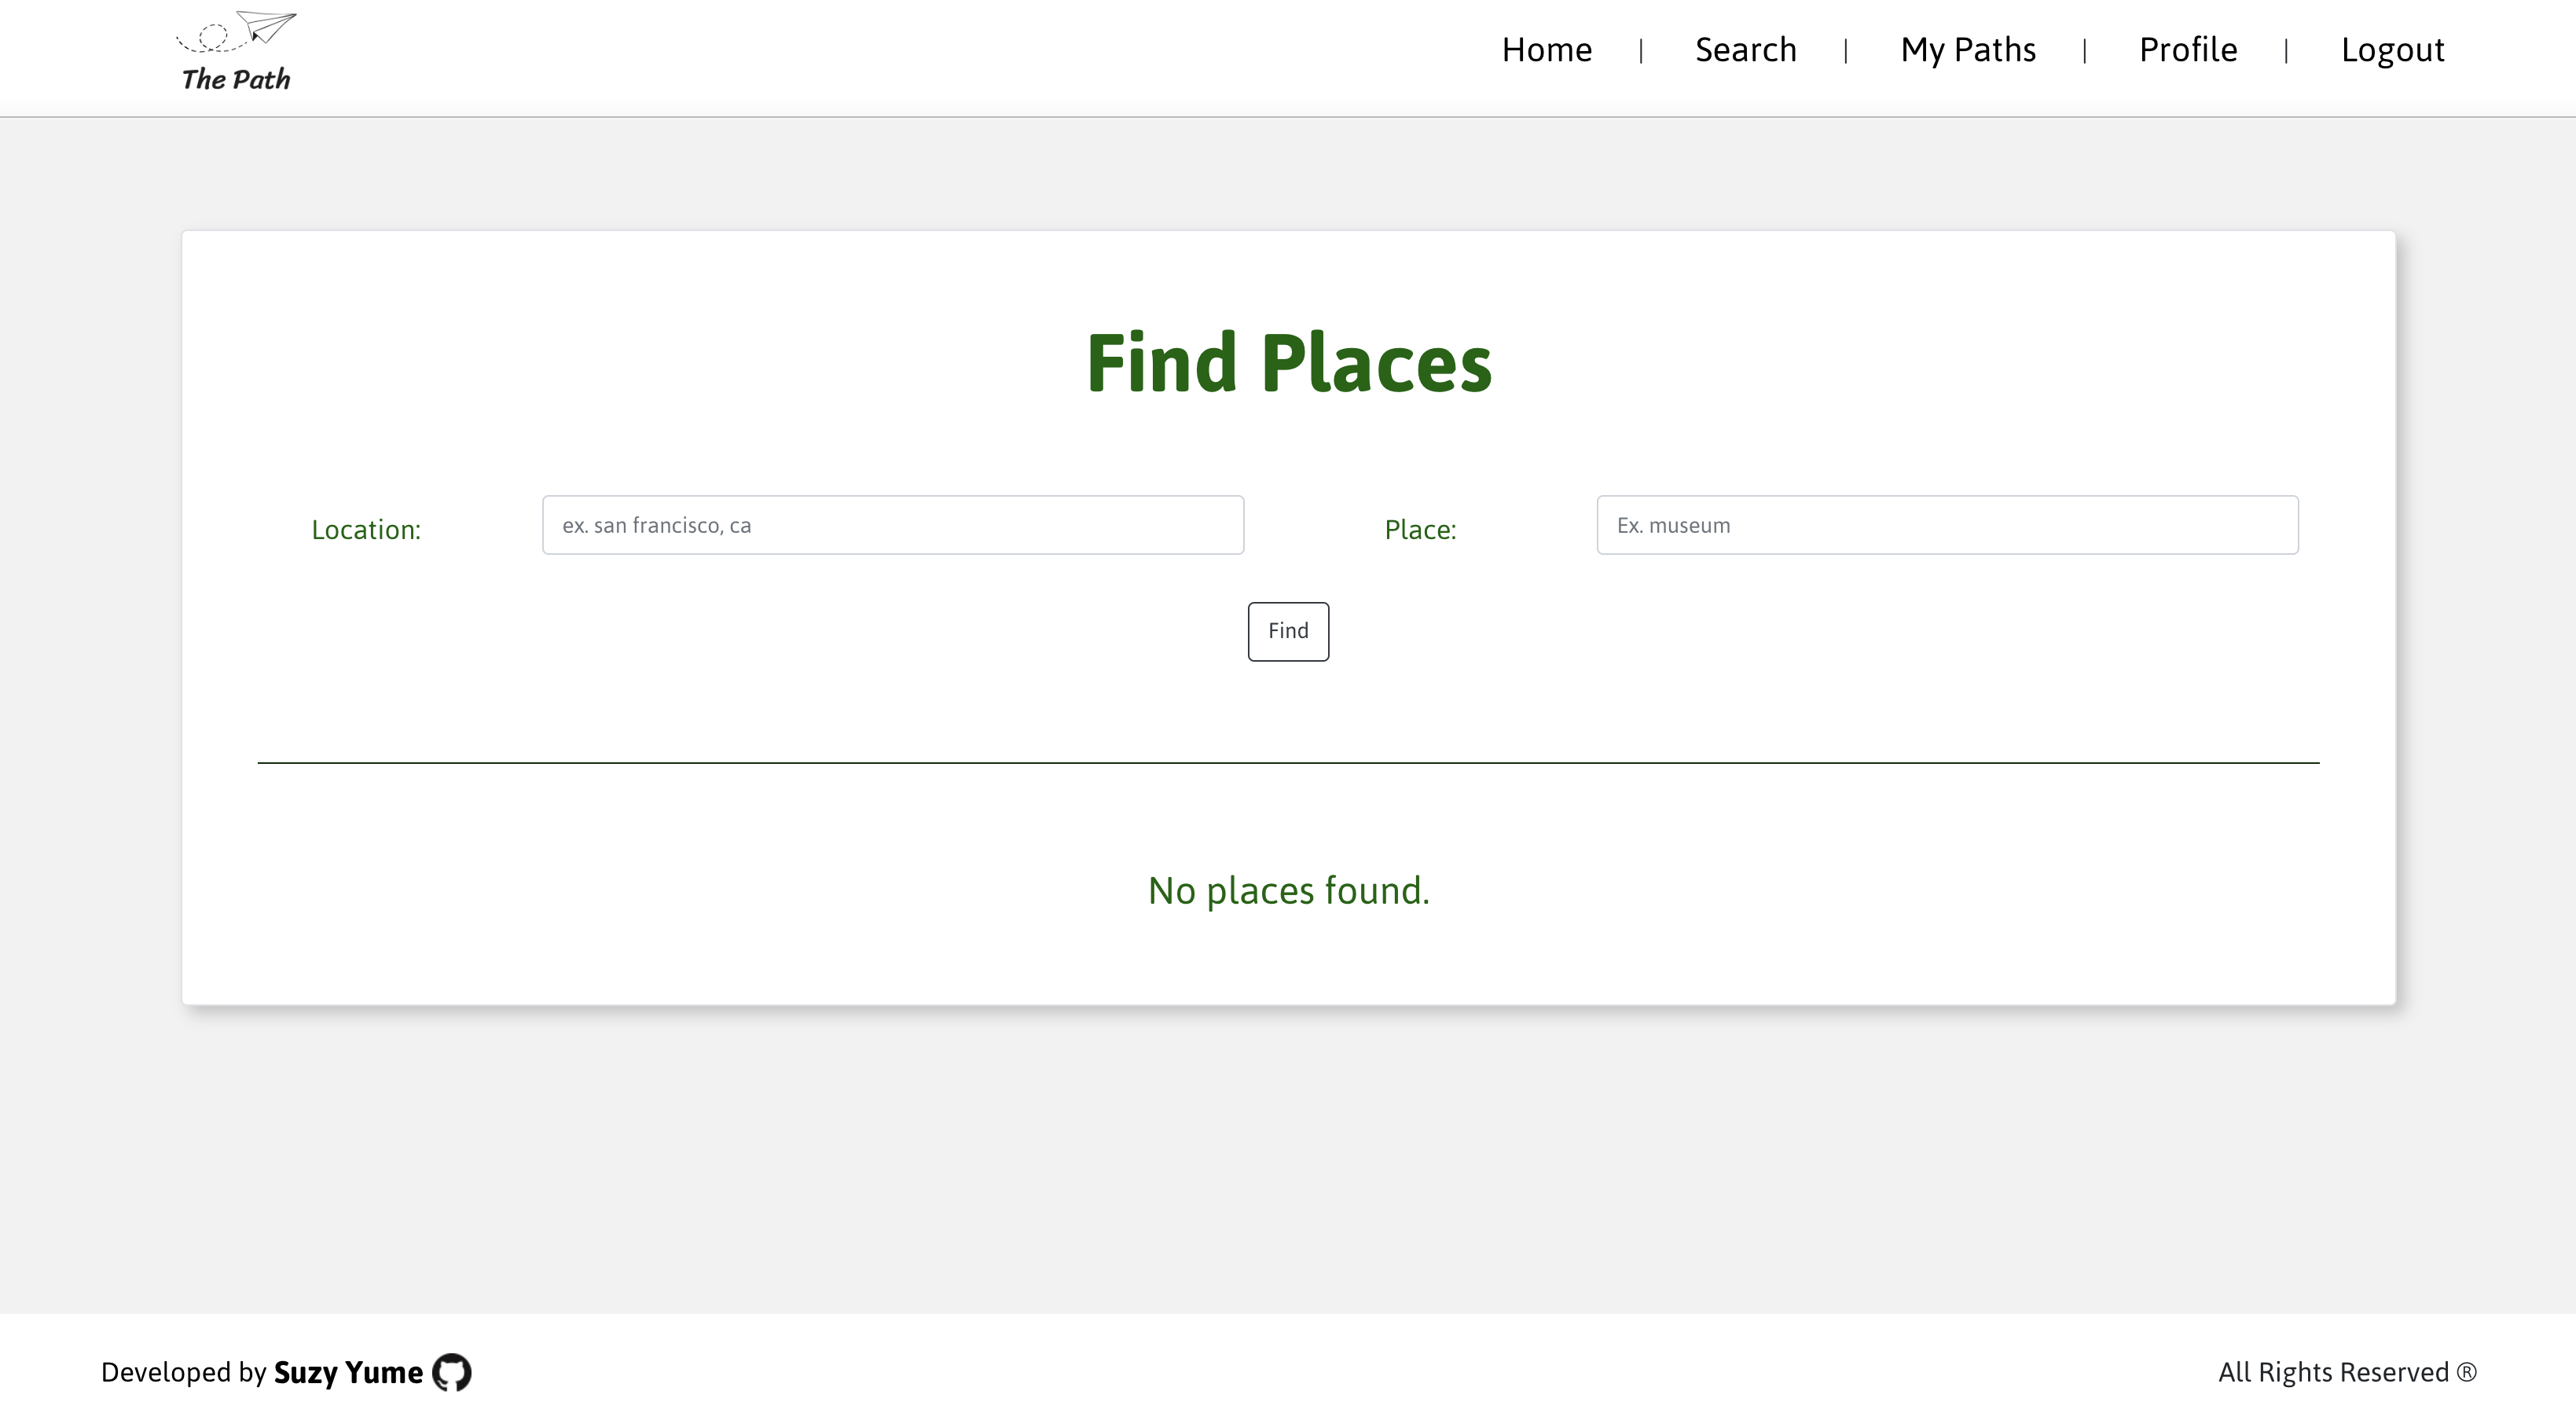 The Path
Home | Search | My Paths | Profile | Logout
Find Places
Location: ex. san francisco, ca Place: Ex. museum
Find
No places found.
Developed by Suzy Yume All Rights Reserved ®